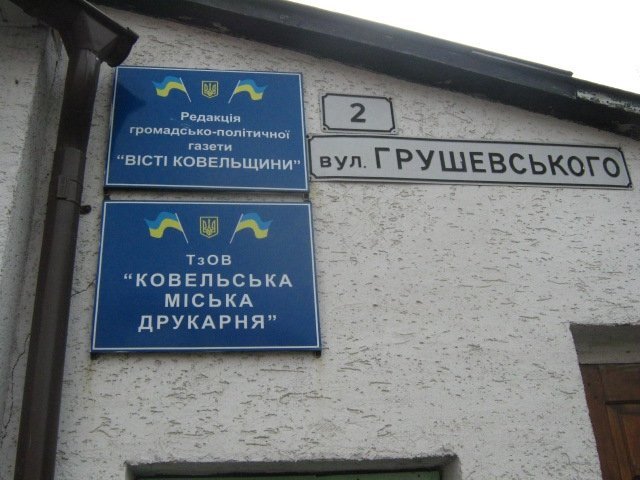 Редакція
громадсько-політичної
газети
“ВІСТІ КОВЕЛЬЩИНИ”
2
вул. ГРУШЕВСЬКОГО
ТзОВ
“КОВЕЛЬСЬКА
МІСЬКА
ДРУКАРНЯ”